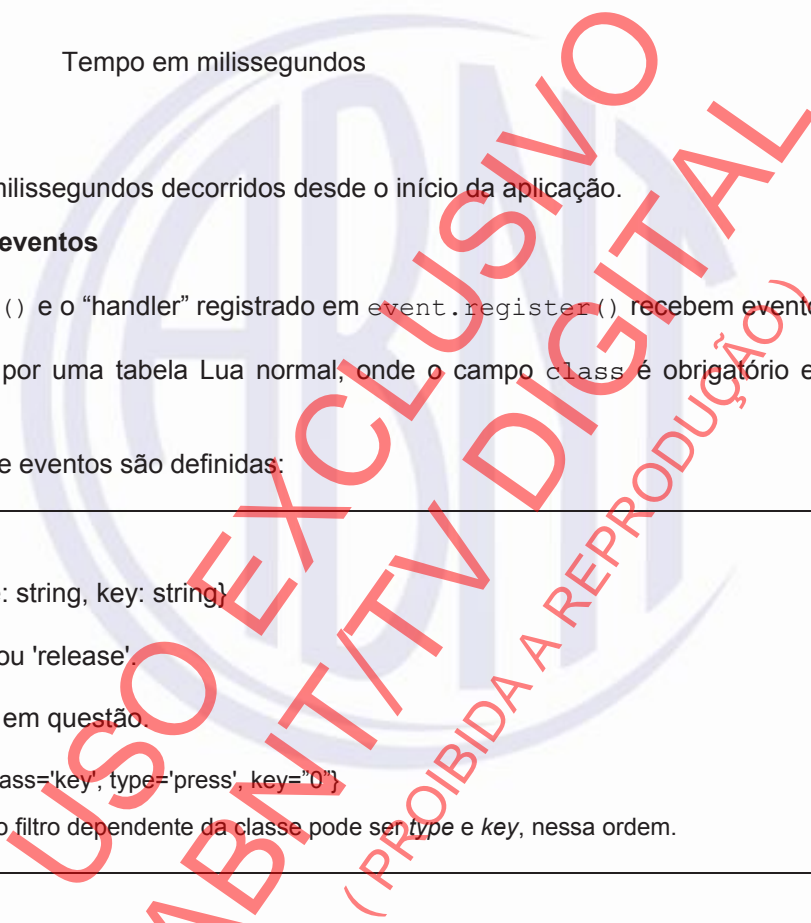 Tempo em milissegundos
milissegundos decorridos desde o início da aplicação.
eventos
() e o “handler” registrado em event.register() recebem evento
por uma tabela Lua normal, onde o campo class é obrigatório e
e eventos são definidas:
: string, key: string}
ou 'release'.
em questão.
ass='key', type='press', key=”0”}
o filtro dependente da classe pode ser type e key, nessa ordem.
USO EXCLUSIVO
ABNT/TV DIGITAL
( PROIBIDA A REPRODUÇÃO )
ABNT